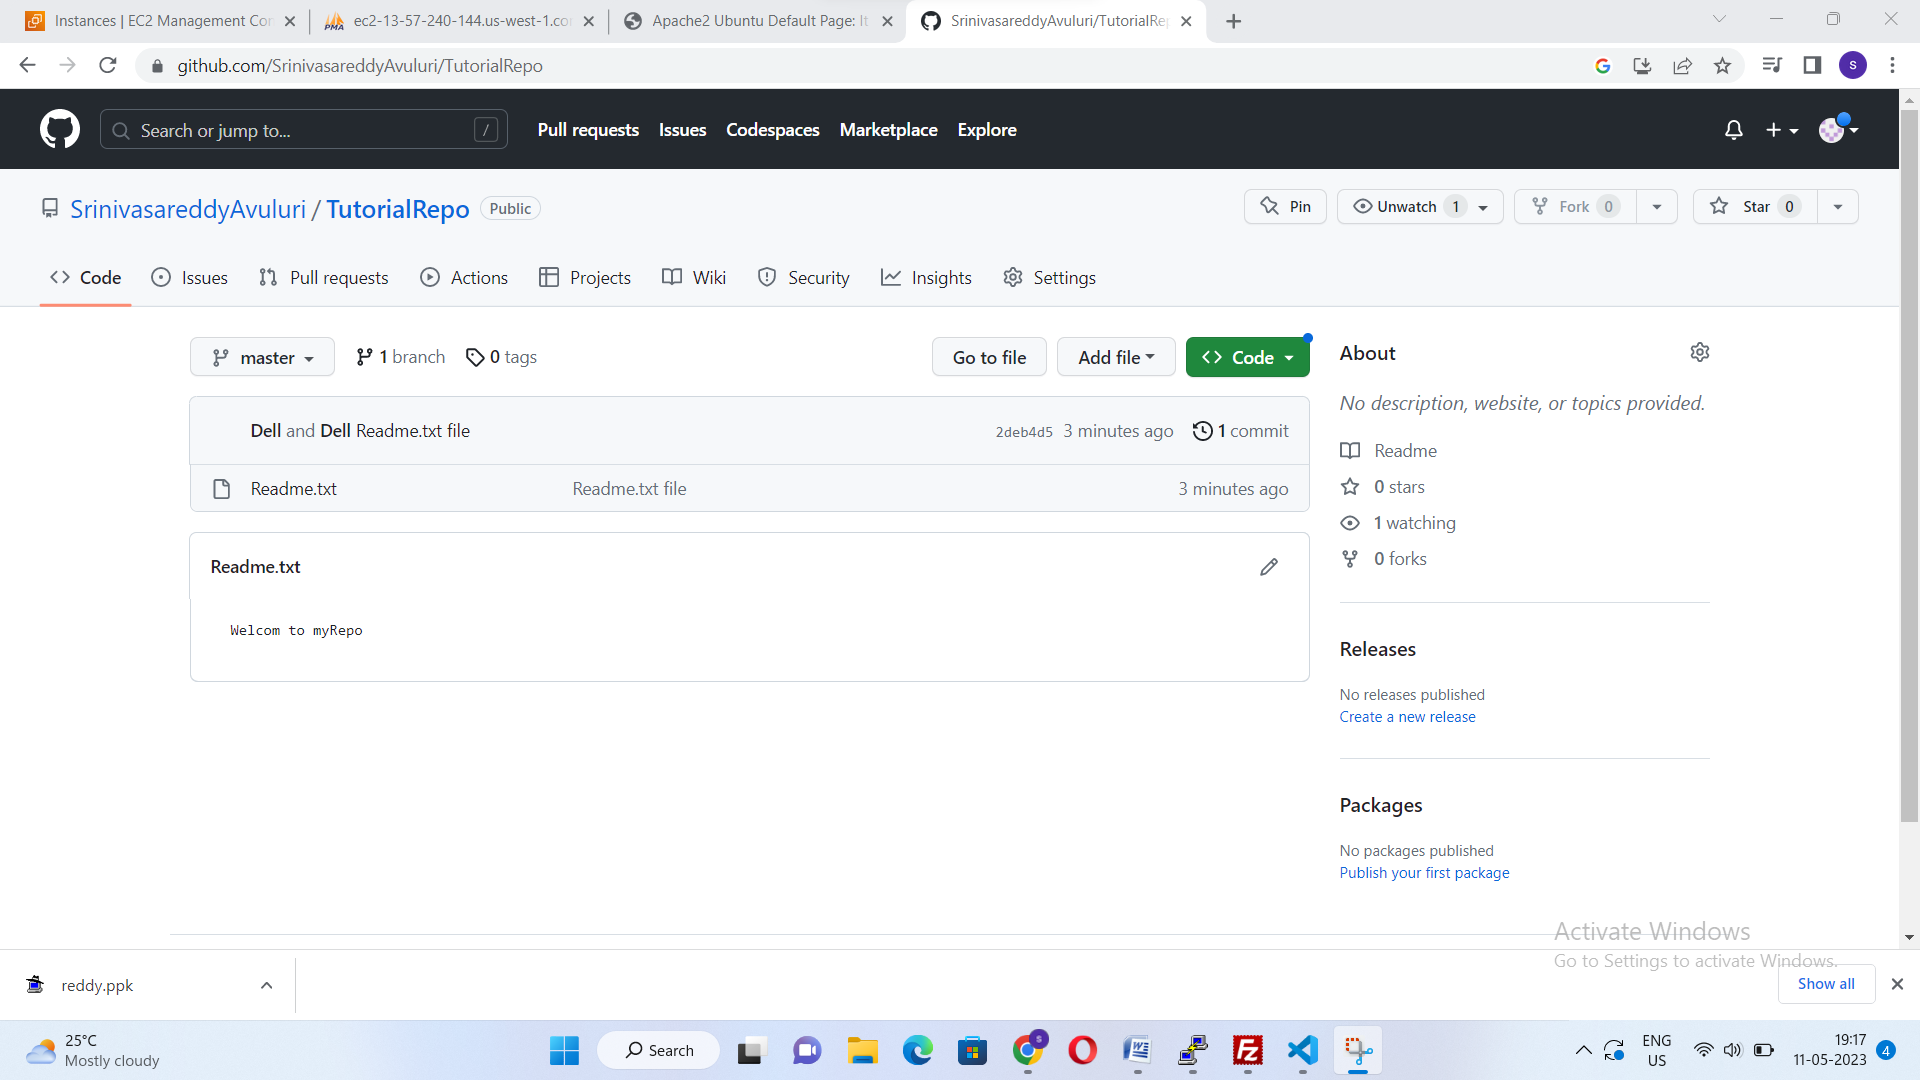 Instances | EC2 Management Con
ec2-13-57-240-144.us-west-1.co
Apache2 Ubuntu Default Page: It
SrinivasareddyAvuluri/TutorialRep
github.com/SrinivasareddyAvuluri/TutorialRepo
S
Search or jump to...
/
Pull requests
Issues
Codespaces
Marketplace
Explore
SrinivasareddyAvuluri / TutorialRepo
Public
Pin
Unwatch 1
Fork 0
Star 0
Code
Issues
Pull requests
Actions
Projects
Wiki
Security
Insights
Settings
master
1 branch
0 tags
Go to file
Add file
Code
Dell and Dell Readme.txt file
2deb4d5
3 minutes ago
1 commit
Readme.txt
Readme.txt file
3 minutes ago
Readme.txt
Welcom to myRepo
About
No description, website, or topics provided.
Readme
0 stars
1 watching
0 forks
Releases
No releases published
Create a new release
Packages
No packages published
Publish your first package
Activate Windows
Go to Settings to activate Windows.
reddy.ppk
Show all
25°C
Mostly cloudy
Search
ENG
US
19:17
11-05-2023
4